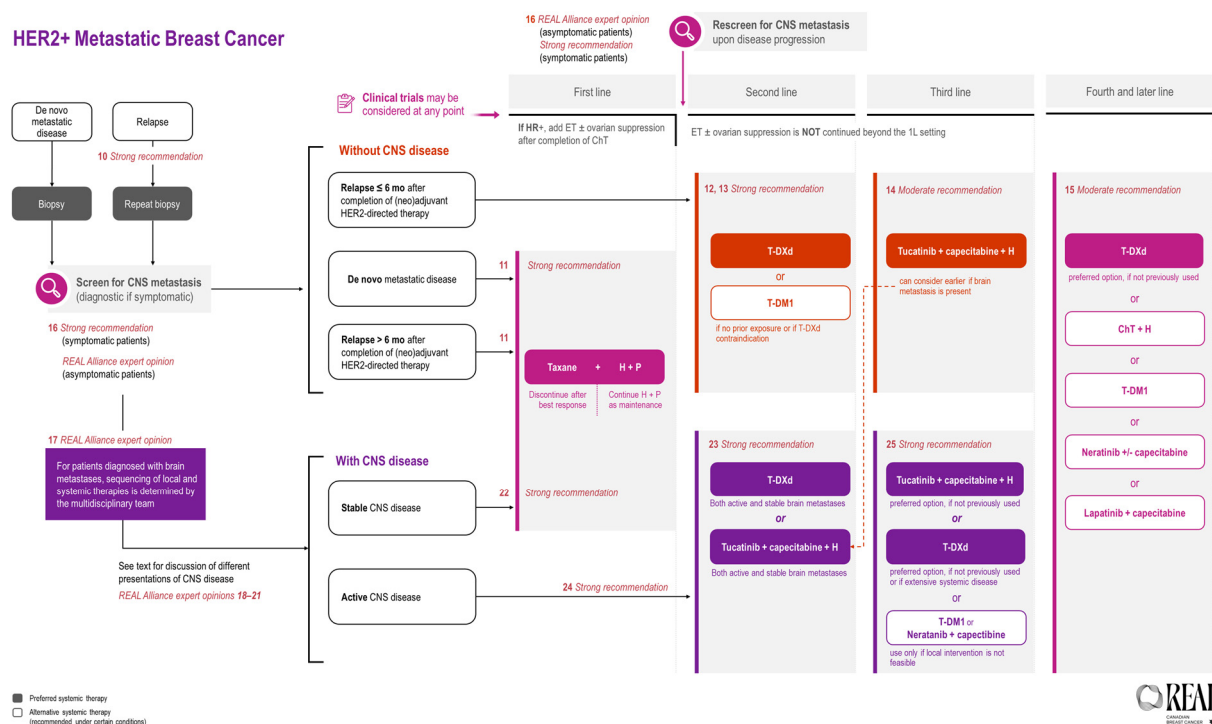 HER2+ Metastatic Breast Cancer
16 REAL Alliance expert opinion
(asymptomatic patients)
Strong recommendation
(symptomatic patients)
Rescreen for CNS metastasis
upon disease progression
Clinical trials may be
considered at any point
First line
Second line
Third line
Fourth and later line
If HR+, add ET ± ovarian suppression
after completion of ChT
ET ± ovarian suppression is NOT continued beyond the 1L setting
De novo
metastatic
disease
Relapse
10 Strong recommendation
Biopsy
Repeat biopsy
Screen for CNS metastasis
(diagnostic if symptomatic)
16 Strong recommendation
(symptomatic patients)
REAL Alliance expert opinion
(asymptomatic patients)
17 REAL Alliance expert opinion
For patients diagnosed with brain
metastases, sequencing of local and
systemic therapies is determined by
the multidisciplinary team
See text for discussion of different
presentations of CNS disease
REAL Alliance expert opinions 18–21
Without CNS disease
Relapse ≤ 6 mo after
completion of (neo)adjuvant
HER2-directed therapy
De novo metastatic disease
Relapse > 6 mo after
completion of (neo)adjuvant
HER2-directed therapy
With CNS disease
Stable CNS disease
Active CNS disease
11 Strong recommendation
11
Taxane + H + P
Discontinue after
best response
Continue H + P
as maintenance
22 Strong recommendation
24 Strong recommendation
12, 13 Strong recommendation
T-DXd
or
T-DM1
if no prior exposure or if T-DXd
contraindication
23 Strong recommendation
T-DXd
Both active and stable brain metastases
or
Tucatinib + capecitabine + H
Both active and stable brain metastases
14 Moderate recommendation
Tucatinib + capecitabine + H
can consider earlier if brain
metastasis is present
25 Strong recommendation
Tucatinib + capecitabine + H
preferred option, if not previously used
or
T-DXd
preferred option, if not previously used
or if extensive systemic disease
or
T-DM1 or
Neratanib + capectibine
use only if local intervention is not
feasible
15 Moderate recommendation
T-DXd
preferred option, if not previously used
or
ChT + H
or
T-DM1
or
Neratinib +/- capecitabine
or
Lapatinib + capecitabine
Preferred systemic therapy
Alternative systemic therapy
(recommended under certain conditions)
REAL
CANADIAN
BREAST CANCER